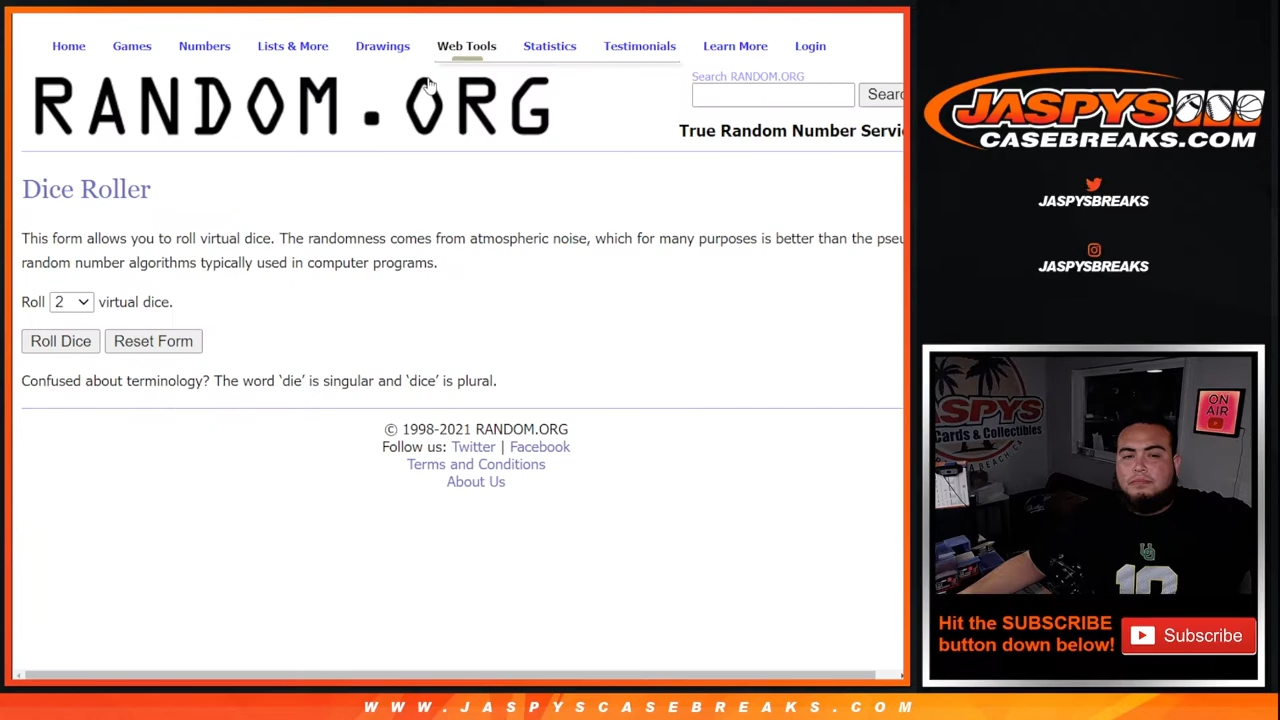 Home Games Numbers Lists & More Drawings Web Tools Statistics Testimonials Learn More Login
RANDOM.ORG
Search RANDOM.ORG
Searc
True Random Number Servi
Dice Roller
This form allows you to roll virtual dice. The randomness comes from atmospheric noise, which for many purposes is better than the pseu
random number algorithms typically used in computer programs.
Roll 2 virtual dice.
Roll Dice Reset Form
Confused about terminology? The word ‘die’ is singular and ‘dice’ is plural.
© 1998-2021 RANDOM.ORG
Follow us: Twitter | Facebook
Terms and Conditions
About Us
JASPYS
CASEBREAKS.COM
JASPYSBREAKS
JASPYSBREAKS
ASPYS
Cards & Collectibles
ON
AIR
10
Hit the SUBSCRIBE
button down below!
Subscribe
WWW.JASPYSCASEBREAKS.COM